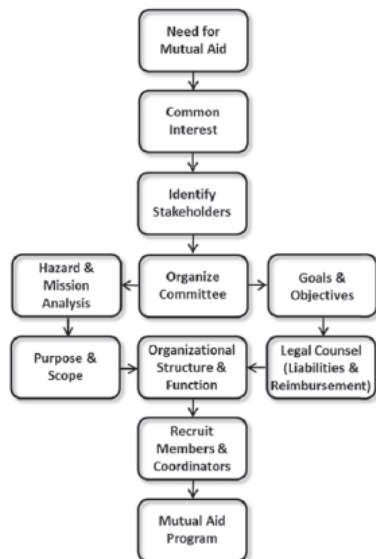 Need for
Mutual Aid
Common
Interest
Identify
Stakeholders
Hazard &
Mission
Analysis
Organize
Committee
Goals &
Objectives
Purpose &
Scope
Organizational
Structure &
Function
Legal Counsel
(Liabilities &
Reimbursement)
Recruit
Members &
Coordinators
Mutual Aid
Program